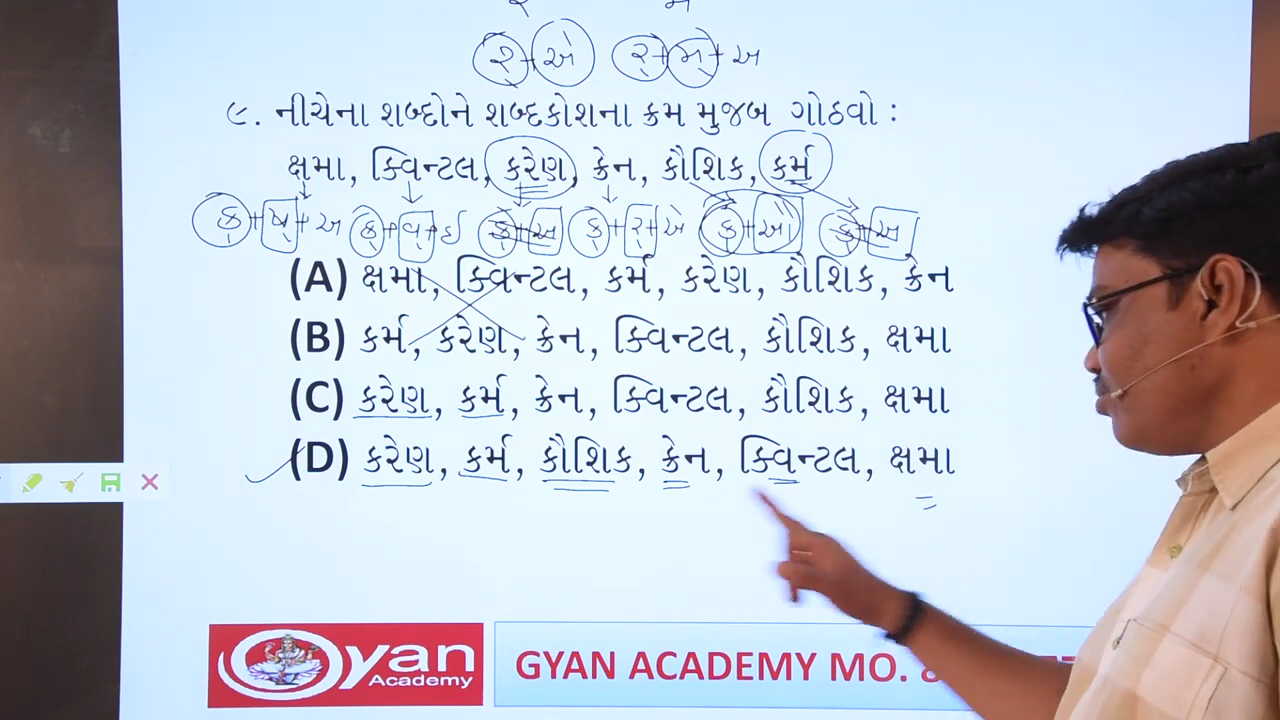 ર્ + એ ર્ + મ્ + અ
૯. નીચેના શબ્દોને શબ્દકોશના ક્રમ મુજબ ગોઠવો :
ક્ષમા, ક્વિન્ટલ, કરેણ, ક્રેન, કૌશિક, કર્મ
ક્ + ષ્ + અ ક્ + વ્ + ઇ ક્ + અ ક્ + ર્ + એ ક્ + ઔ ક્ + અ
(A) ક્ષમા, ક્વિન્ટલ, કર્મ, કરેણ, કૌશિક, ક્રેન
(B) કર્મ, કરેણ, ક્રેન, ક્વિન્ટલ, કૌશિક, ક્ષમા
(C) કરેણ, કર્મ, ક્રેન, ક્વિન્ટલ, કૌશિક, ક્ષમા
(D) કરેણ, કર્મ, કૌશિક, ક્રેન, ક્વિન્ટલ, ક્ષમા
Gyan Academy
GYAN ACADEMY MO.